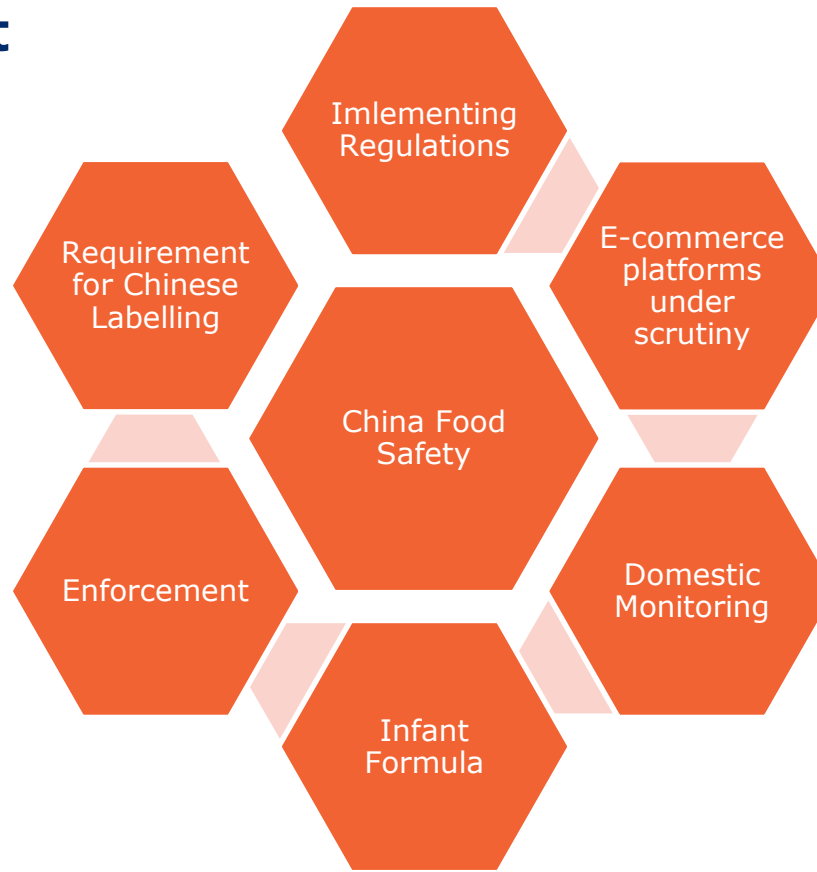 t
Imlementing
Regulations
E-commerce
platforms
under
scrutiny
Requirement
for Chinese
Labelling
China Food
Safety
Domestic
Monitoring
Enforcement
Infant
Formula